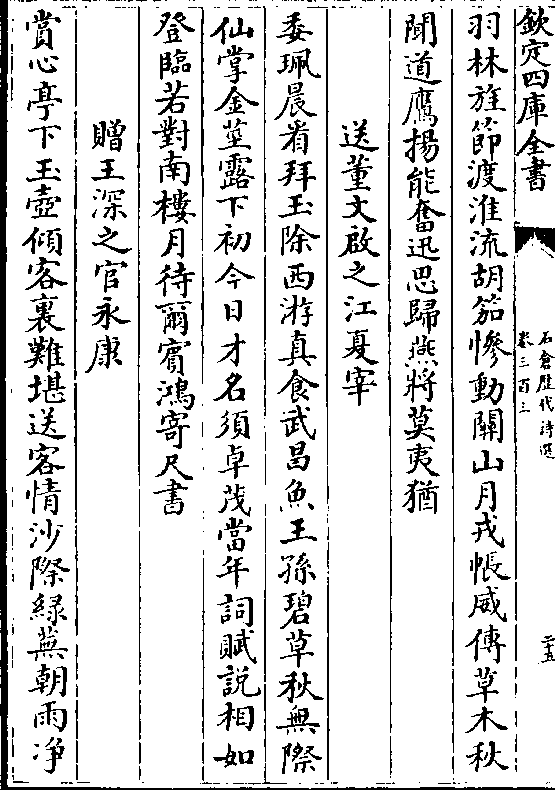 欽定四庫全書
石倉歷代詩選
卷三百三
二十五
羽林旌節渡淮流胡笳慘動關山月戎帳威傳草木秋
聞道鷹揚能奮迅思歸燕將莫夷猶
送董文啟之江夏宰
委珮晨看拜玉除西游真食武昌魚王孫碧草秋無際
仙掌金莖露下初今日才名須卓茂當年詞賦説相如
登臨若對南樓月待爾賓鴻寄尺書
贈王深之官永康
賞心亭下玉壺傾客裏難堪送客情沙際緑蕪朝雨净